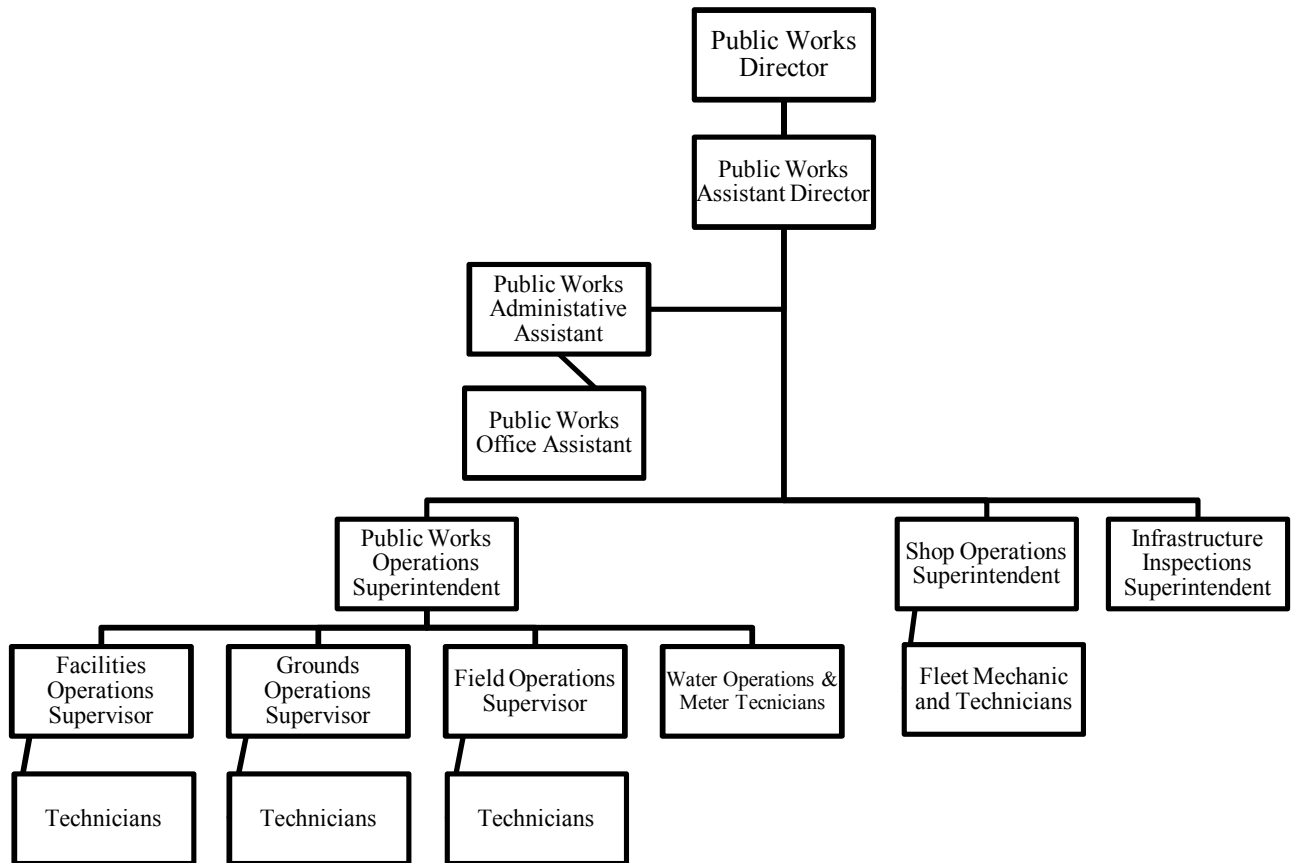 Public Works
Director
Public Works
Assistant Director
Public Works
Administative
Assistant
Public Works
Office Assistant
Public Works
Operations
Superintendent
Shop Operations
Superintendent
Infrastructure
Inspections
Superintendent
Facilities
Operations
Supervisor
Grounds
Operations
Supervisor
Field Operations
Supervisor
Water Operations &
Meter Tecnicians
Fleet Mechanic
and Technicians
Technicians
Technicians
Technicians